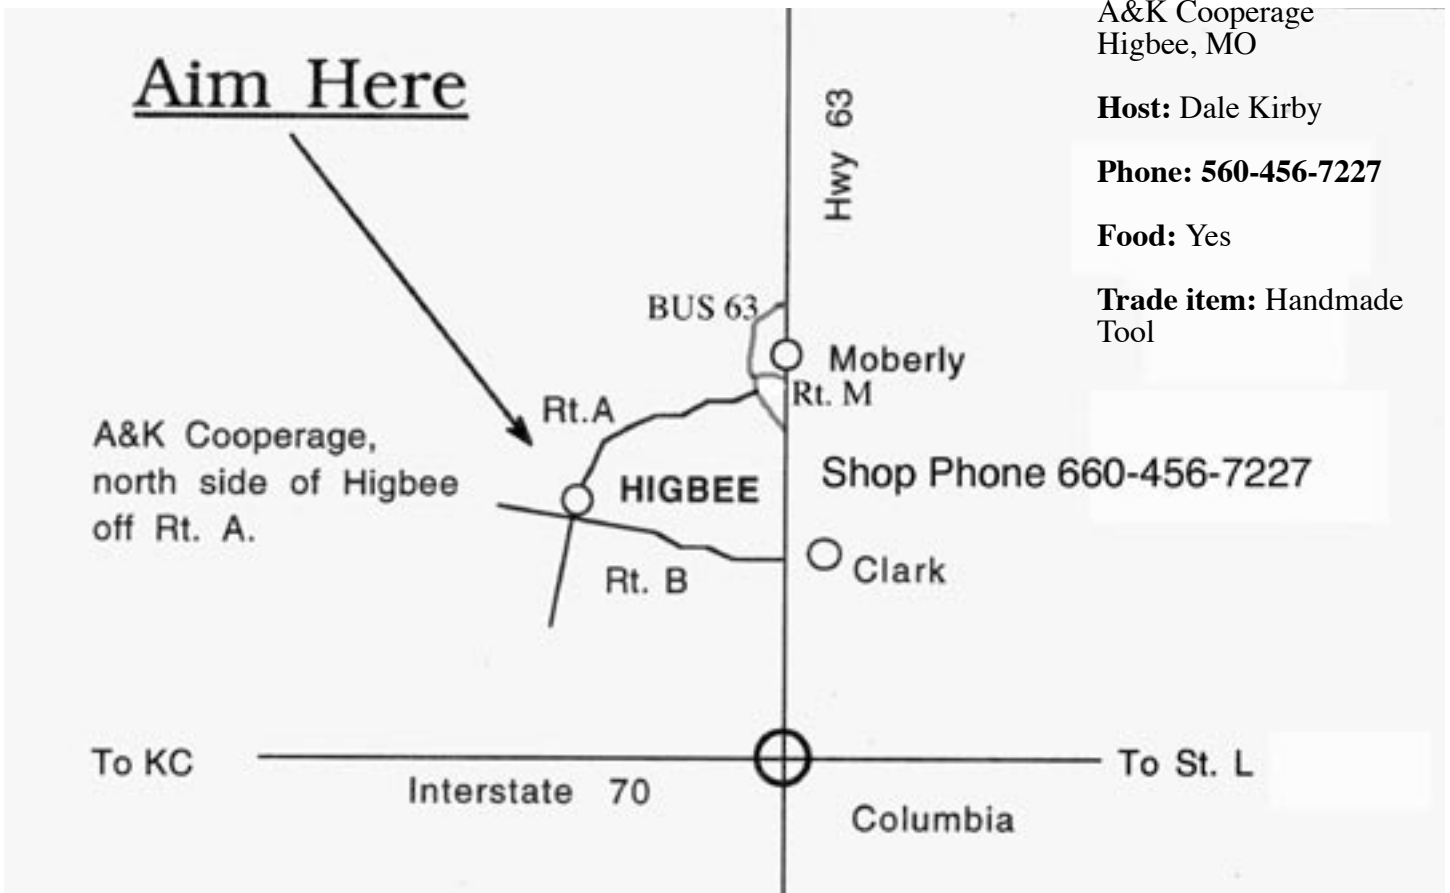 A&K Cooperage
Higbee, MO
Host: Dale Kirby
Phone: 560-456-7227
Food: Yes
Trade item: Handmade
Tool
Aim Here
Hwy 63
BUS 63
Moberly
Rt. M
Rt.A
A&K Cooperage,
north side of Higbee
off Rt. A.
HIGBEE
Shop Phone 660-456-7227
Clark
Rt. B
To KC
Interstate 70
To St. L
Columbia